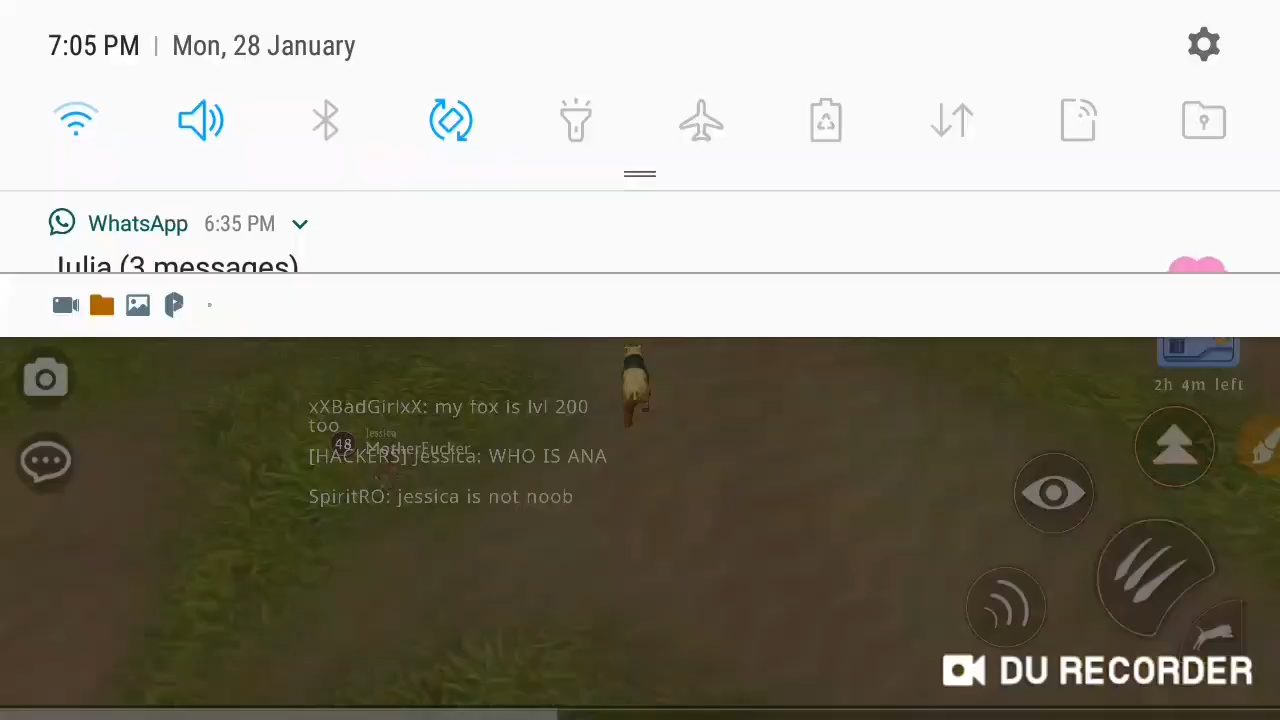 7:05 PM | Mon, 28 January
WhatsApp 6:35 PM
Julia (3 messages)
2h 4m left
xXBadGirlxX: my fox is lvl 200
too
Jessica
48 MotherFucker
[HACKERS] Jessica: WHO IS ANA
SpiritRO: jessica is not noob
DU RECORDER